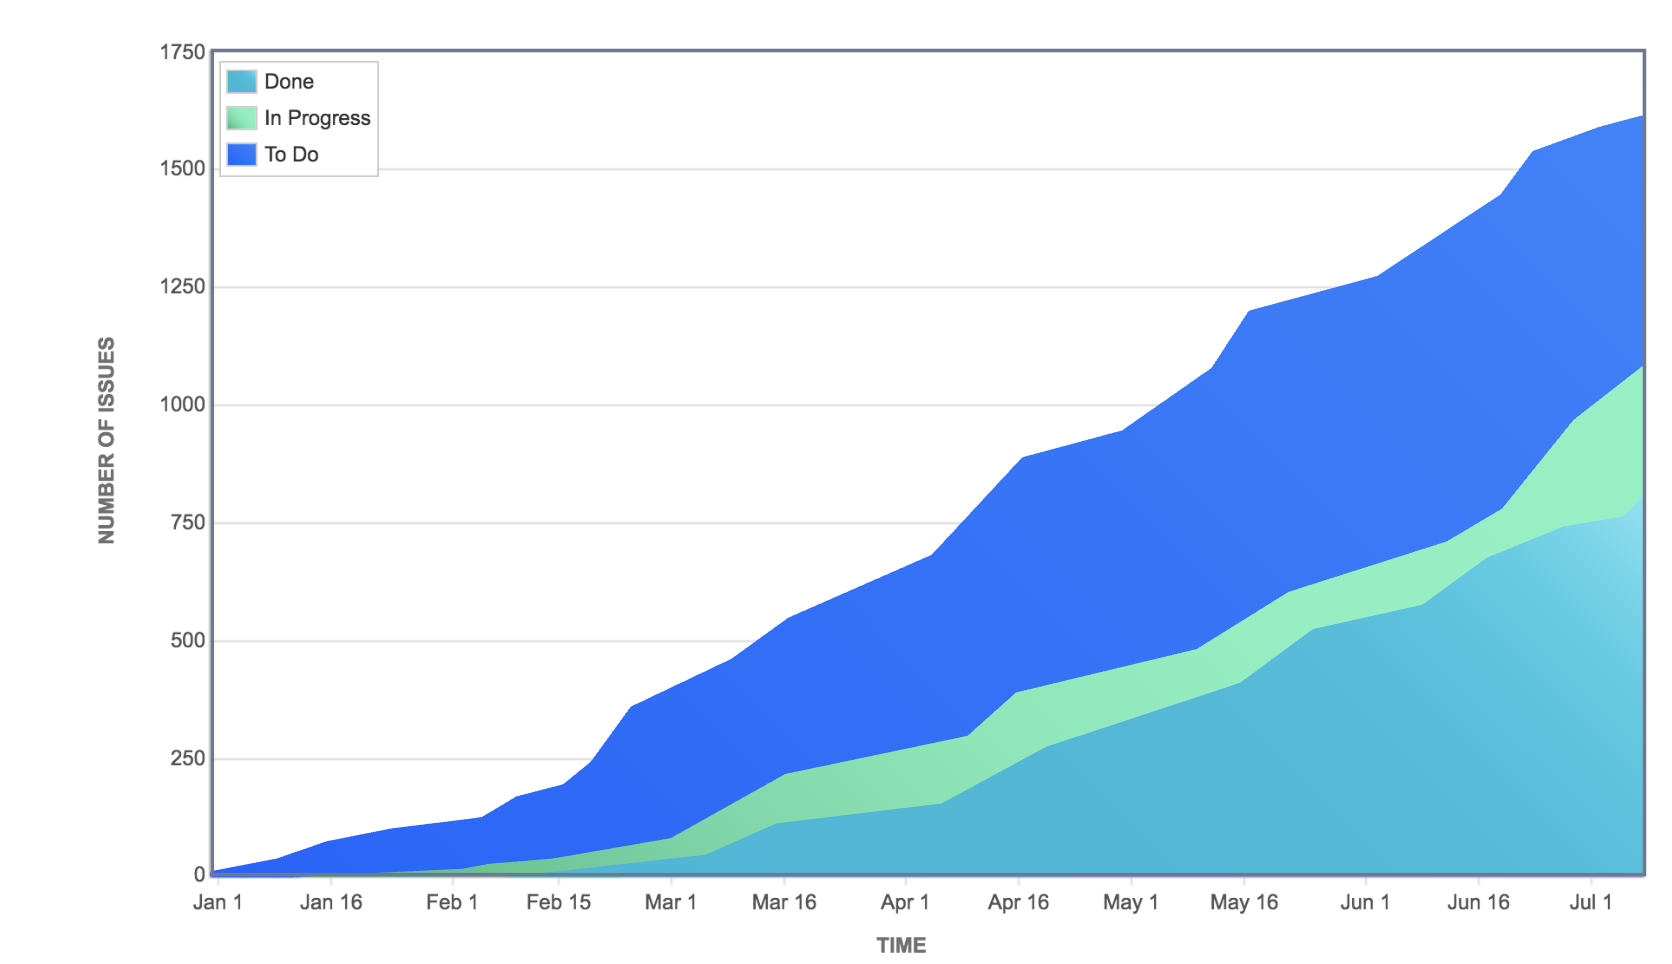 1750
Done
In Progress
To Do
1500
1250
1000
750
500
250
0
NUMBER OF ISSUES
Jan 1 Jan 16 Feb 1 Feb 15 Mar 1 Mar 16 Apr 1 Apr 16 May 1 May 16 Jun 1 Jun 16 Jul 1
TIME